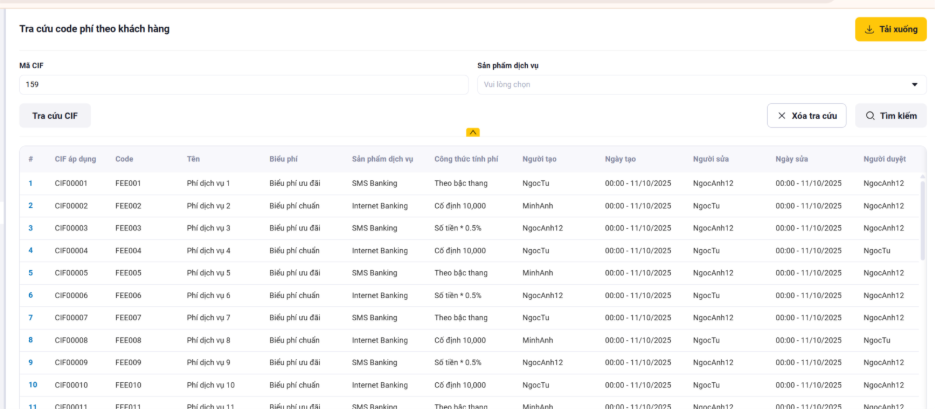 Tra cứu code phí theo khách hàng
Tải xuống
Mã CIF
Sản phẩm dịch vụ
159
Vui lòng chọn
Tra cứu CIF
Xóa tra cứu
Tìm kiếm
# CIF áp dụng Code Tên Biểu phí Sản phẩm dịch vụ Công thức tính phí Người tạo Ngày tạo Người sửa Ngày sửa Người duyệt
1 CIF00001 FEE001 Phí dịch vụ 1 Biểu phí ưu đãi SMS Banking Theo bậc thang NgocTu 00:00 - 11/10/2025 NgocAnh12 00:00 - 11/10/2025 NgocAnh12
2 CIF00002 FEE002 Phí dịch vụ 2 Biểu phí chuẩn Internet Banking Cố định 10,000 MinhAnh 00:00 - 11/10/2025 NgocTu 00:00 - 11/10/2025 NgocAnh12
3 CIF00003 FEE003 Phí dịch vụ 3 Biểu phí ưu đãi SMS Banking Số tiền * 0.5% NgocAnh12 00:00 - 11/10/2025 NgocAnh12 00:00 - 11/10/2025 NgocAnh12
4 CIF00004 FEE004 Phí dịch vụ 4 Biểu phí chuẩn Internet Banking Cố định 10,000 NgocTu 00:00 - 11/10/2025 NgocTu 00:00 - 11/10/2025 NgocTu
5 CIF00005 FEE005 Phí dịch vụ 5 Biểu phí ưu đãi SMS Banking Theo bậc thang MinhAnh 00:00 - 11/10/2025 NgocAnh12 00:00 - 11/10/2025 NgocAnh12
6 CIF00006 FEE006 Phí dịch vụ 6 Biểu phí chuẩn Internet Banking Số tiền * 0.5% NgocAnh12 00:00 - 11/10/2025 NgocTu 00:00 - 11/10/2025 NgocAnh12
7 CIF00007 FEE007 Phí dịch vụ 7 Biểu phí ưu đãi SMS Banking Theo bậc thang NgocTu 00:00 - 11/10/2025 NgocAnh12 00:00 - 11/10/2025 NgocAnh12
8 CIF00008 FEE008 Phí dịch vụ 8 Biểu phí chuẩn Internet Banking Cố định 10,000 MinhAnh 00:00 - 11/10/2025 NgocTu 00:00 - 11/10/2025 NgocTu
9 CIF00009 FEE009 Phí dịch vụ 9 Biểu phí ưu đãi SMS Banking Số tiền * 0.5% NgocAnh12 00:00 - 11/10/2025 NgocAnh12 00:00 - 11/10/2025 NgocAnh12
10 CIF00010 FEE010 Phí dịch vụ 10 Biểu phí chuẩn Internet Banking Cố định 10,000 NgocTu 00:00 - 11/10/2025 NgocTu 00:00 - 11/10/2025 NgocAnh12
11 CIF00011 FEE011 Phí dịch vụ 11 Biểu phí ưu đãi SMS Banking Theo bậc thang MinhAnh 00:00 - 11/10/2025 NgocAnh12 00:00 - 11/10/2025 NgocAnh12